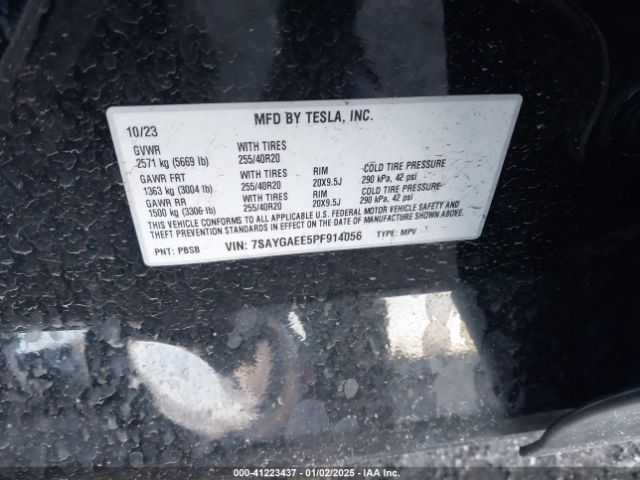 MFD BY TESLA, INC.
10/23
GVWR
2571 kg (5669 lb)
WITH TIRES
255/40R20
GAWR FRT
1363 kg (3004 lb)
WITH TIRES
255/40R20
RIM
20X9.5J
COLD TIRE PRESSURE
290 kPa, 42 psi
GAWR RR
1500 kg (3306 lb)
WITH TIRES
255/40R20
RIM
20X9.5J
COLD TIRE PRESSURE
290 kPa, 42 psi
THIS VEHICLE CONFORMS TO ALL APPLICABLE U.S. FEDERAL MOTOR VEHICLE SAFETY AND
THEFT PREVENTION STANDARDS IN EFFECT ON THE DATE OF MANUFACTURE SHOWN ABOVE.
PNT: PBSB
VIN: 7SAYGAEE5PF914056
TYPE: MPV
000-41223437 - 01/02/2025 - IAA Inc.